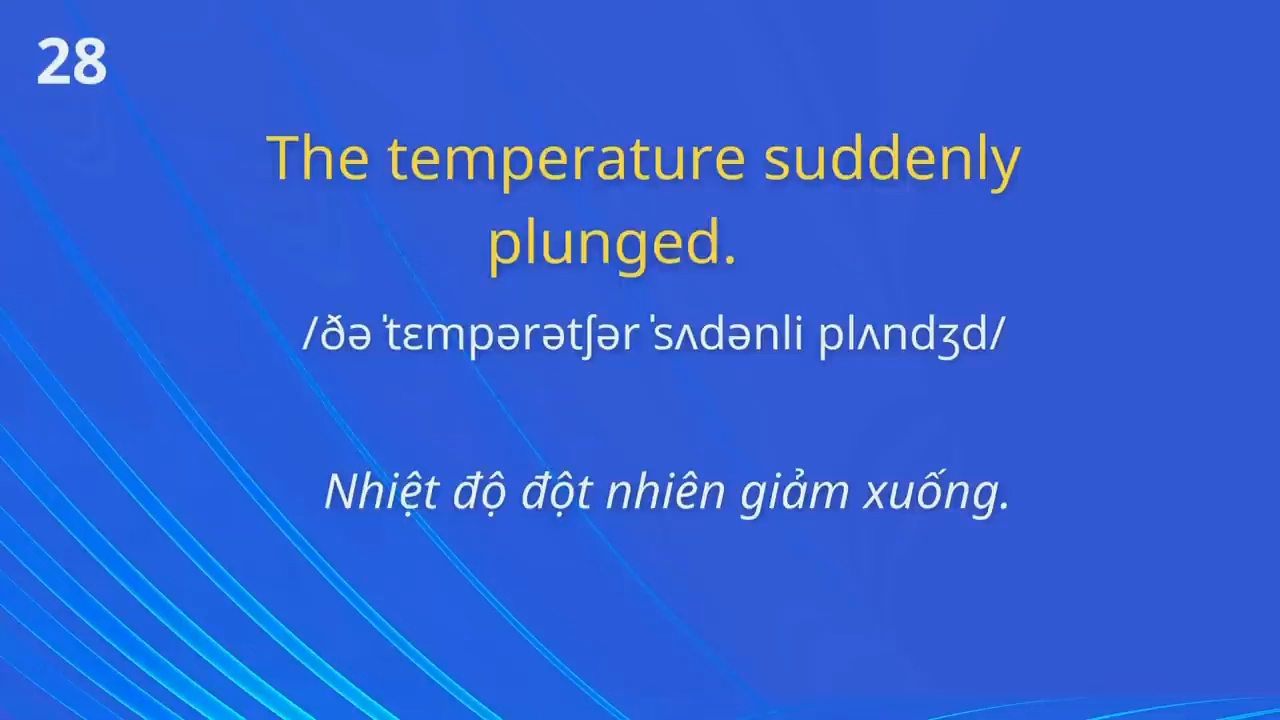 28
The temperature suddenly
plunged.
/ðə ˈtɛmpərətʃər ˈsʌdənli plʌndʒd/
Nhiệt độ đột nhiên giảm xuống.